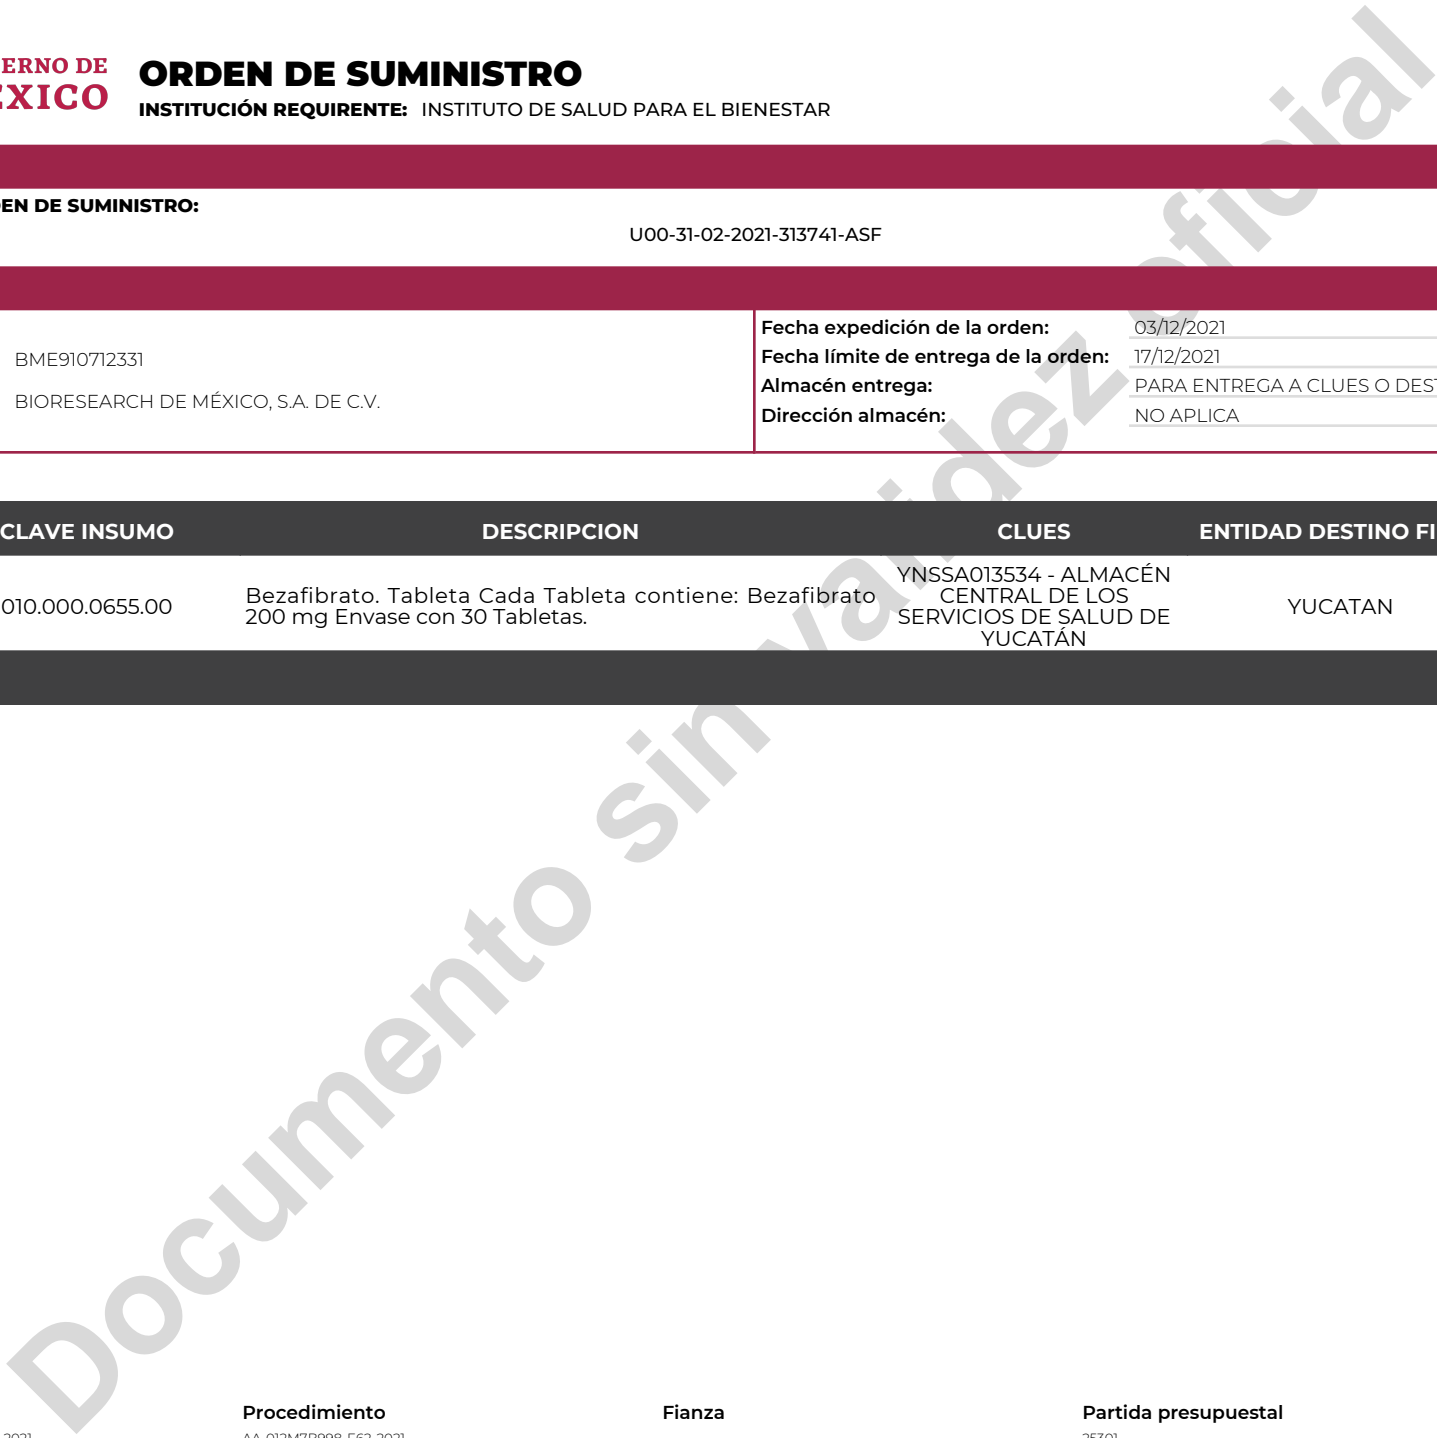 ERNO DE
ÉXICO
ORDEN DE SUMINISTRO
INSTITUCIÓN REQUIRENTE: INSTITUTO DE SALUD PARA EL BIENESTAR
EN DE SUMINISTRO:
U00-31-02-2021-313741-ASF
BME910712331
BIORESEARCH DE MÉXICO, S.A. DE C.V.
Fecha expedición de la orden: 03/12/2021
Fecha límite de entrega de la orden: 17/12/2021
Almacén entrega: PARA ENTREGA A CLUES O DEST
Dirección almacén: NO APLICA
CLAVE INSUMO DESCRIPCION CLUES ENTIDAD DESTINO FI
010.000.0655.00
Bezafibrato. Tableta Cada Tableta contiene: Bezafibrato
200 mg Envase con 30 Tabletas.
YNSSA013534 - ALMACÉN
CENTRAL DE LOS
SERVICIOS DE SALUD DE
YUCATÁN
YUCATAN
Documento sin validez oficial
Procedimiento Fianza Partida presupuestal